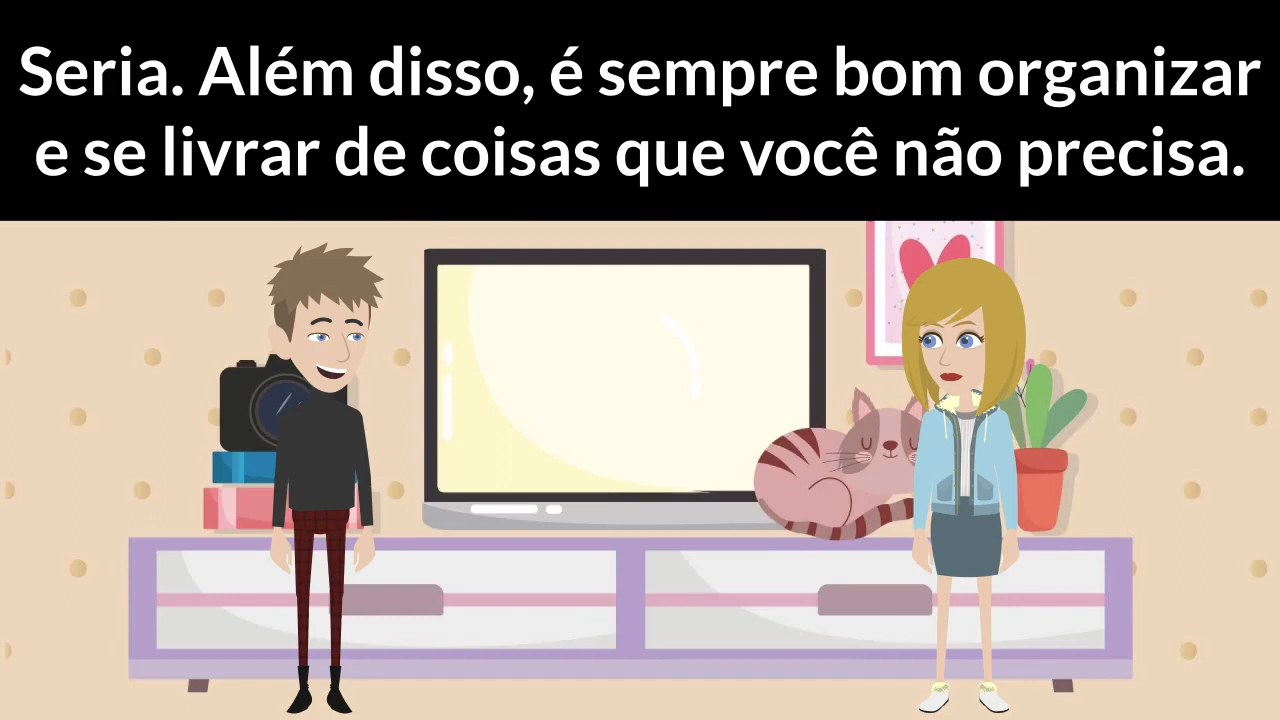 Seria. Além disso, é sempre bom organizar
e se livrar de coisas que você não precisa.